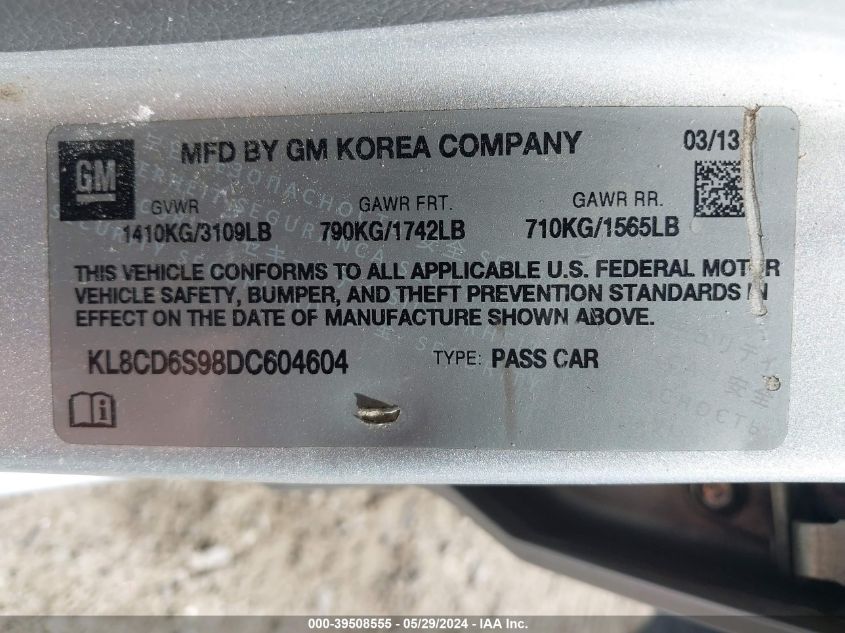 MFD BY GM KOREA COMPANY 03/13
GM
GVWR GAWR FRT. GAWR RR.
1410KG/3109LB 790KG/1742LB 710KG/1565LB
THIS VEHICLE CONFORMS TO ALL APPLICABLE U.S. FEDERAL MOTOR
VEHICLE SAFETY, BUMPER, AND THEFT PREVENTION STANDARDS IN
EFFECT ON THE DATE OF MANUFACTURE SHOWN ABOVE.
KL8CD6S98DC604604 TYPE: PASS CAR
000-39508555 - 05/29/2024 - IAA Inc.